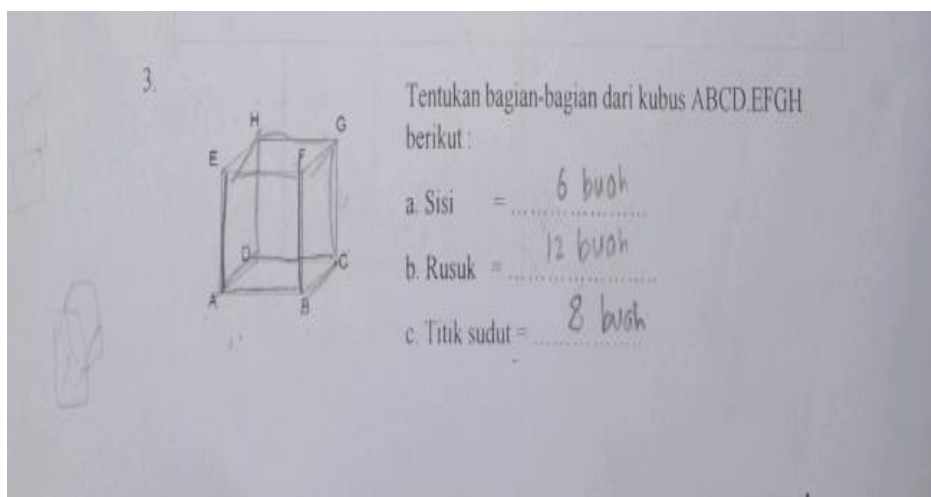 3.
Tentukan bagian-bagian dari kubus ABCD.EFGH
berikut :
H
G
E
F
a. Sisi = 6 buah
D
C
b. Rusuk = 12 buah
A
B
c. Titik sudut = 8 buah